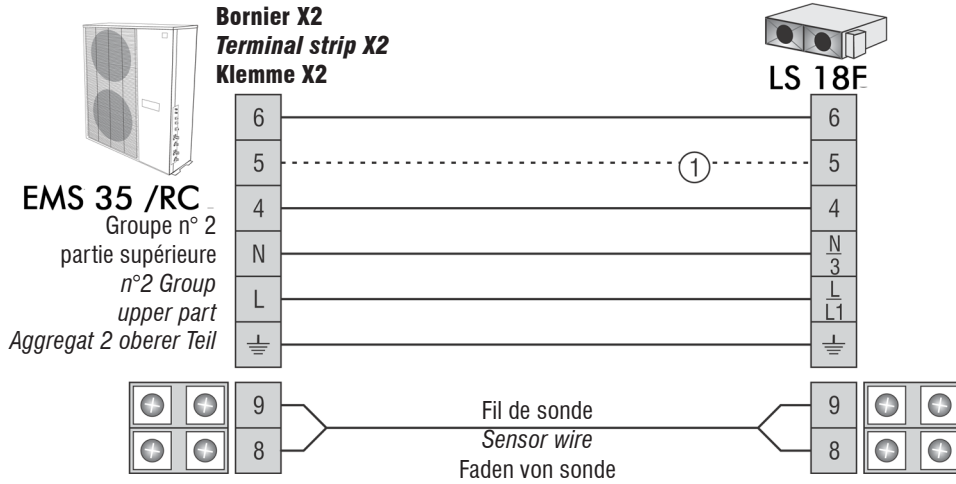 Bornier X2
Terminal strip X2
Klemme X2
LS 18F
EMS 35 /RC
Groupe n° 2
partie supérieure
n°2 Group
upper part
Aggregat 2 oberer Teil
6 6
5 1 5
4 4
N N/3
L L/L1
9 Fil de sonde 9
Sensor wire
8 Faden von sonde 8